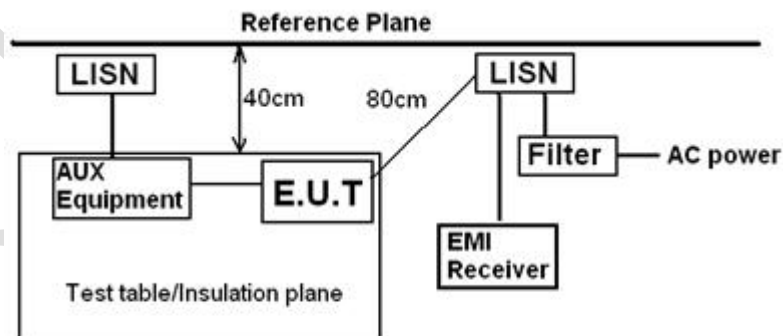 Reference Plane
LISN
40cm
80cm
LISN
Filter
AC power
AUX
Equipment
E.U.T
EMI
Receiver
Test table/Insulation plane